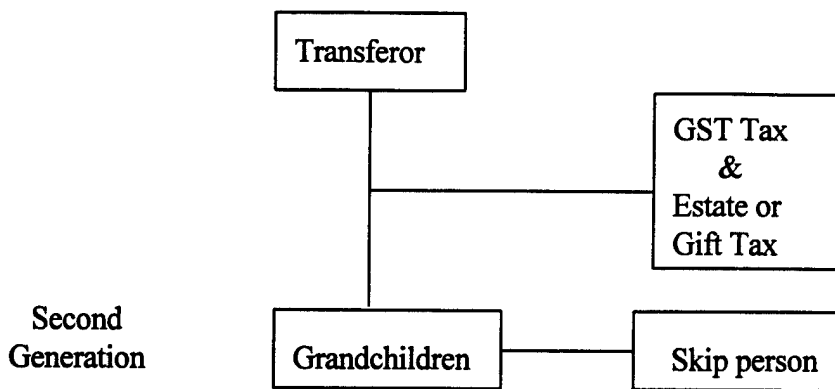 Transferor
GST Tax
&
Estate or
Gift Tax
Second
Generation
Grandchildren
Skip person